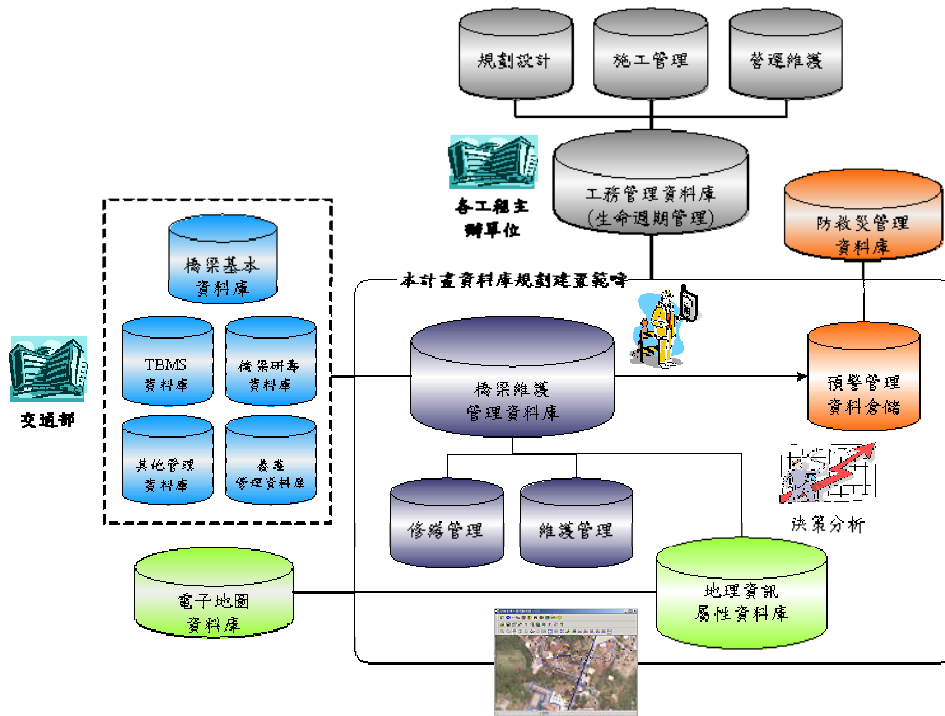 規劃設計
施工管理
營運維護
工務管理資料庫
(生命週期管理)
各工程主
辦單位
防救災管理
資料庫
橋梁基本
資料庫
本計畫資料庫規劃建置範疇
TBMS
資料庫
資料庫
橋梁維護
管理資料庫
預警管理
資料倉儲
交通部
其他管理
資料庫
管理資料庫
修繕管理
維護管理
決策分析
電子地圖
資料庫
地理資訊
屬性資料庫